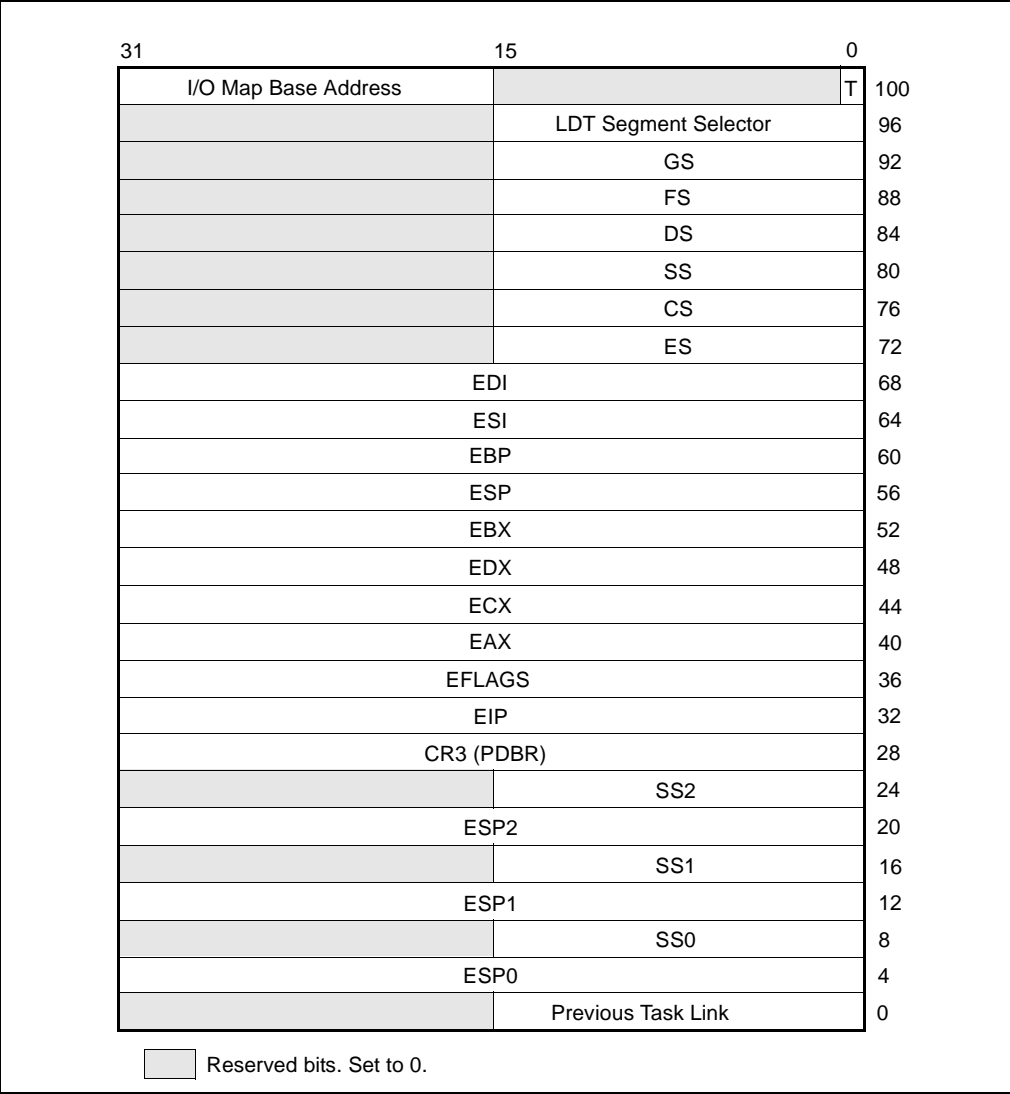 31 15 0
I/O Map Base Address T 100
LDT Segment Selector 96
GS 92
FS 88
DS 84
SS 80
CS 76
ES 72
EDI 68
ESI 64
EBP 60
ESP 56
EBX 52
EDX 48
ECX 44
EAX 40
EFLAGS 36
EIP 32
CR3 (PDBR) 28
SS2 24
ESP2 20
SS1 16
ESP1 12
SS0 8
ESP0 4
Previous Task Link 0
Reserved bits. Set to 0.